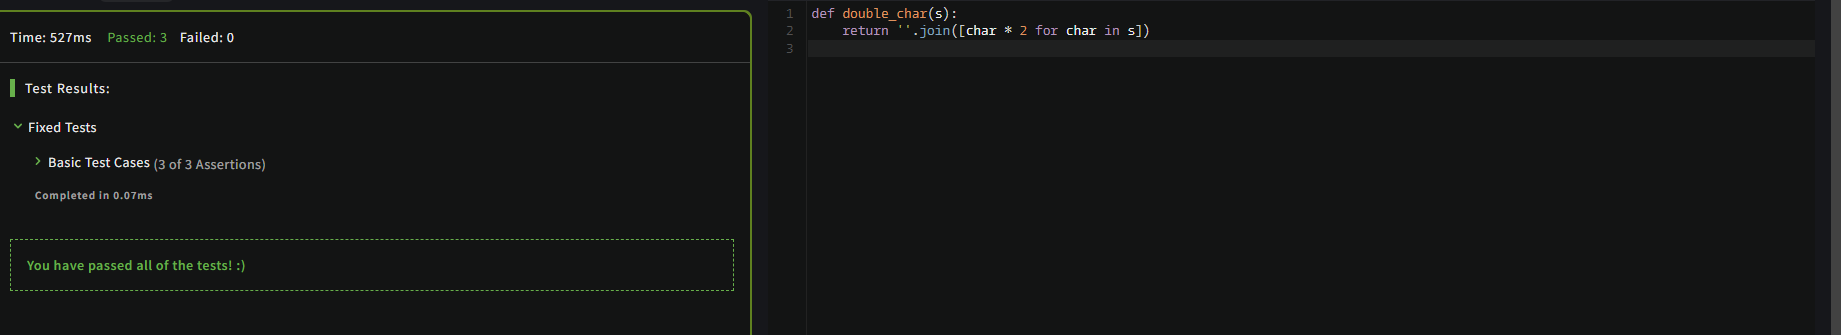 Time: 527ms Passed: 3 Failed: 0
Test Results:
Fixed Tests
Basic Test Cases (3 of 3 Assertions)
Completed in 0.07ms
You have passed all of the tests! :)
1 def double_char(s):
2     return ''.join([char * 2 for char in s])
3